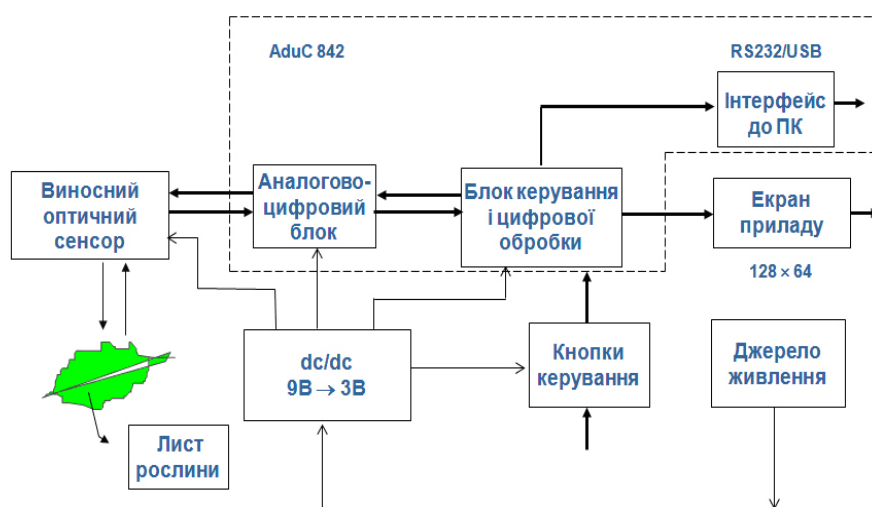 AduC 842
RS232/USB
Інтерфейс
до ПК
Виносний
оптичний
сенсор
Аналогово-
цифровий
блок
Блок керування
і цифрової
обробки
Екран
приладу
128 × 64
dc/dc
9В → 3В
Кнопки
керування
Джерело
живлення
Лист
рослини